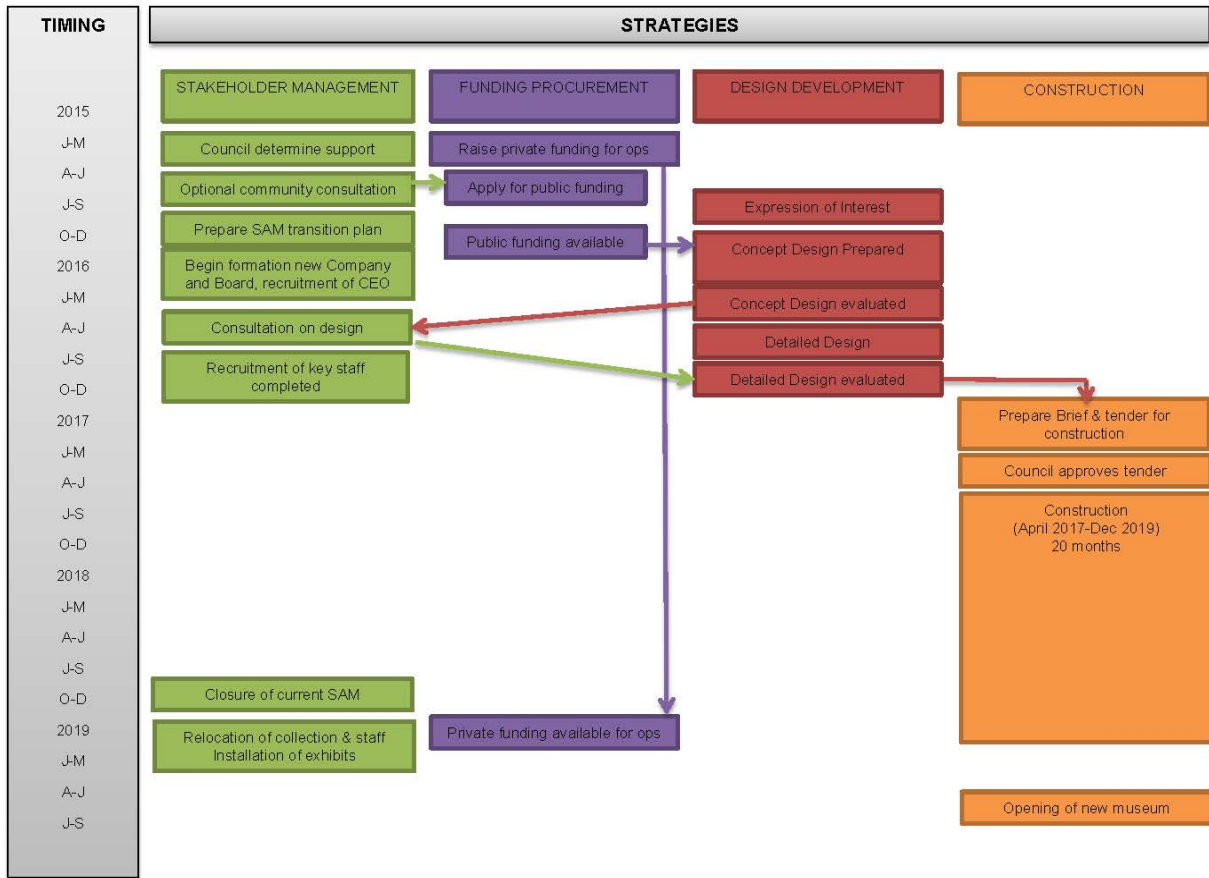 TIMING
STRATEGIES
STAKEHOLDER MANAGEMENT
FUNDING PROCUREMENT
DESIGN DEVELOPMENT
CONSTRUCTION
2015
J-M
A-J
J-S
O-D
2016
J-M
A-J
J-S
O-D
2017
J-M
A-J
J-S
O-D
2018
J-M
A-J
J-S
O-D
2019
J-M
A-J
J-S
Council determine support
Optional community consultation
Prepare SAM transition plan
Begin formation new Company
and Board, recruitment of CEO
Consultation on design
Recruitment of key staff
completed
Closure of current SAM
Relocation of collection & staff
Installation of exhibits
Raise private funding for ops
Apply for public funding
Public funding available
Private funding available for ops
Expression of Interest
Concept Design Prepared
Concept Design evaluated
Detailed Design
Detailed Design evaluated
Prepare Brief & tender for
construction
Council approves tender
Construction
(April 2017-Dec 2019)
20 months
Opening of new museum